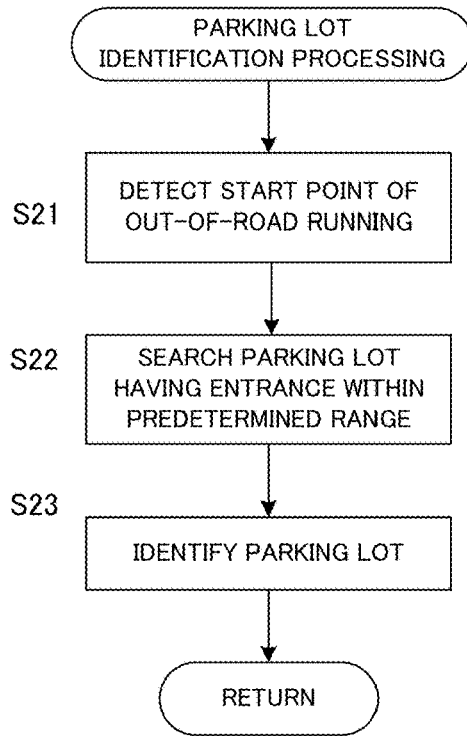 PARKING LOT
IDENTIFICATION PROCESSING
S21
DETECT START POINT OF
OUT-OF-ROAD RUNNING
S22
SEARCH PARKING LOT
HAVING ENTRANCE WITHIN
PREDETERMINED RANGE
S23
IDENTIFY PARKING LOT
RETURN